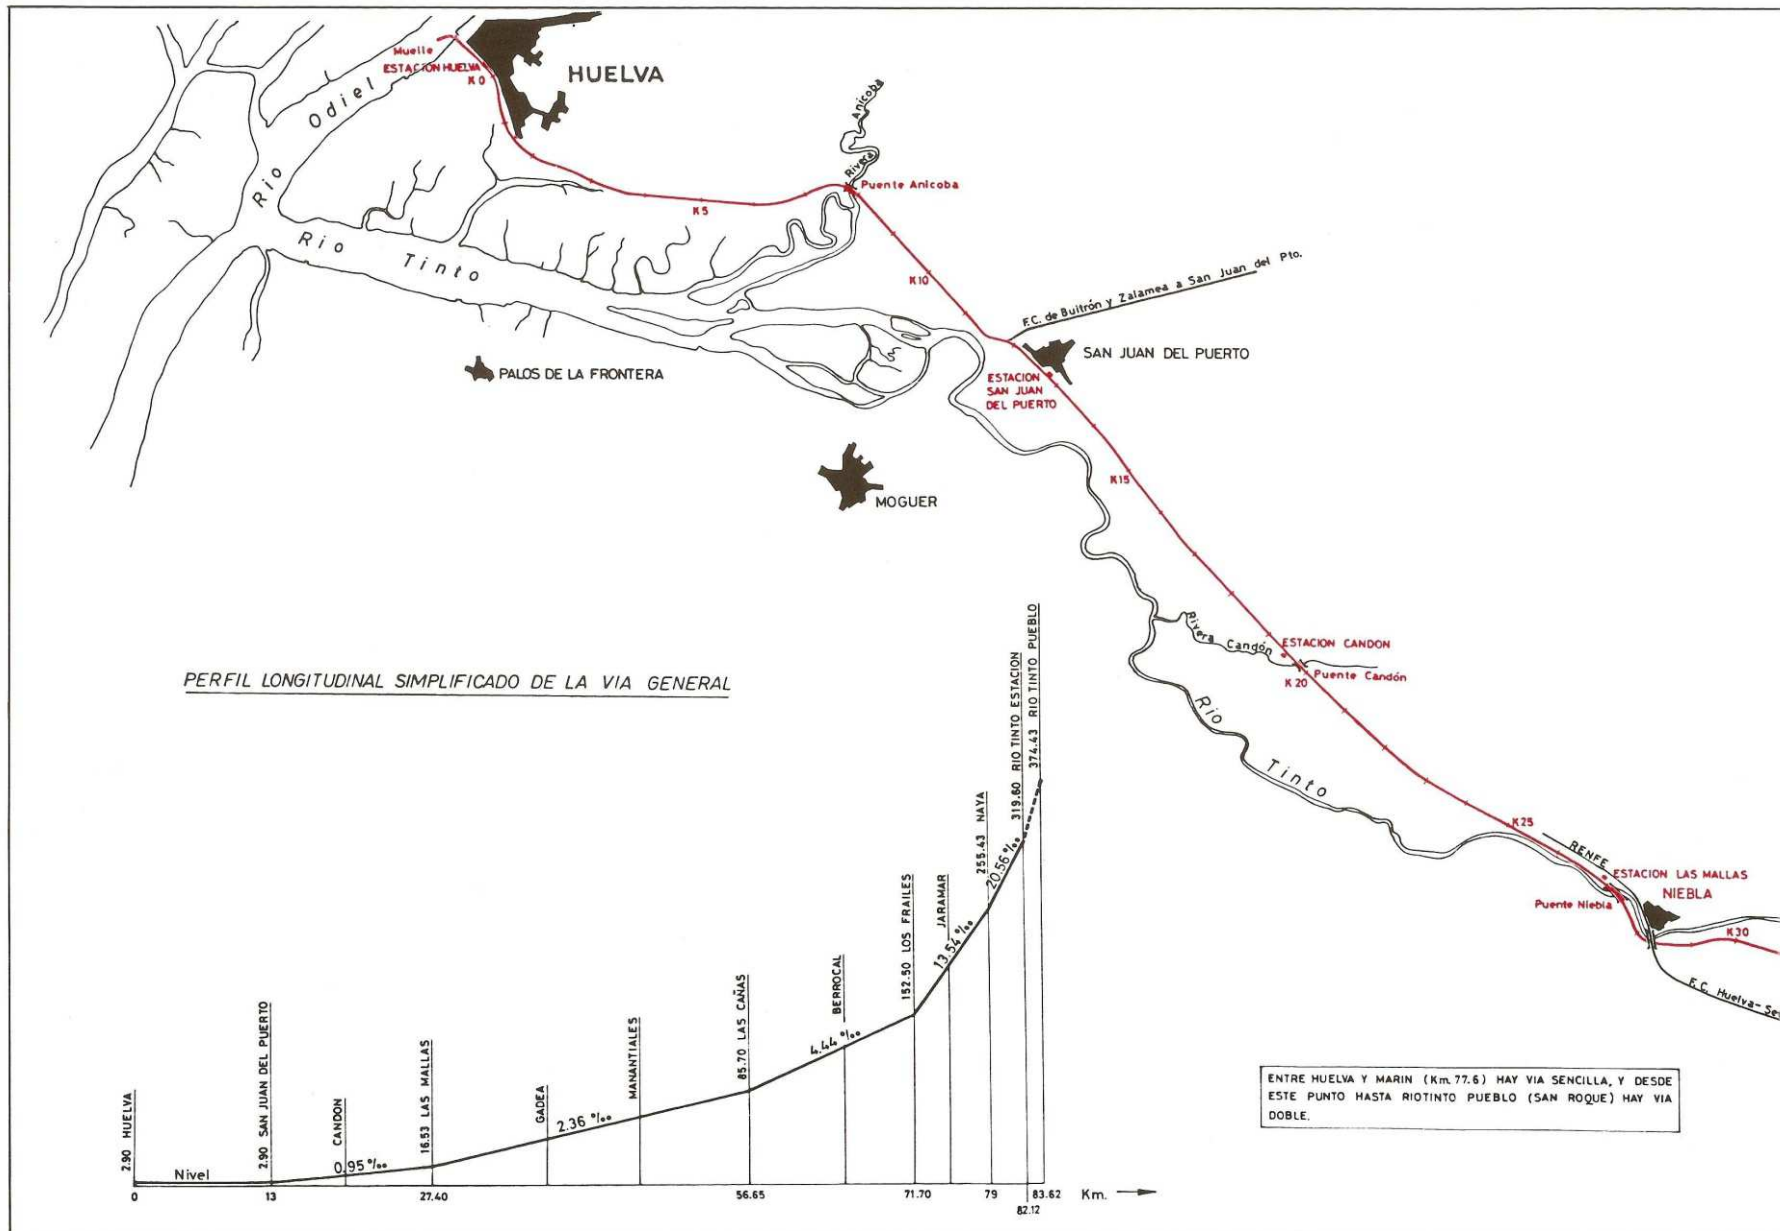 Muelle
ESTACION HUELVA
K0
HUELVA
Rio Odiel
Rivera Anicoba
Puente Anicoba
K5
Rio Tinto
K10
F.C. de Buitrón y Zalamea a San Juan del Pto.
SAN JUAN DEL PUERTO
ESTACION
SAN JUAN
DEL PUERTO
PALOS DE LA FRONTERA
MOGUER
K15
Rivera Candón
ESTACION CANDON
Puente Candón
K 20
Rio Tinto
K25
RENFE
ESTACION LAS MALLAS
NIEBLA
Puente Niebla
K30
F.C. Huelva-Se
PERFIL LONGITUDINAL SIMPLIFICADO DE LA VIA GENERAL
2.90 HUELVA
2.90 SAN JUAN DEL PUERTO
CANDON
16.53 LAS MALLAS
GADEA
MANANTIALES
85.70 LAS CAÑAS
BERROCAL
152.50 LOS FRAILES
JARAMAR
255.43 NAYA
319.60 RIO TINTO ESTACION
374.43 RIO TINTO PUEBLO
Nivel
0.95 ‰
2.36 ‰
4.44 ‰
13.54 ‰
20.56 ‰
0 13 27.40 56.65 71.70 79 83.62 Km.
82.12
ENTRE HUELVA Y MARIN (Km. 77.6) HAY VIA SENCILLA, Y DESDE
ESTE PUNTO HASTA RIOTINTO PUEBLO (SAN ROQUE) HAY VIA
DOBLE.